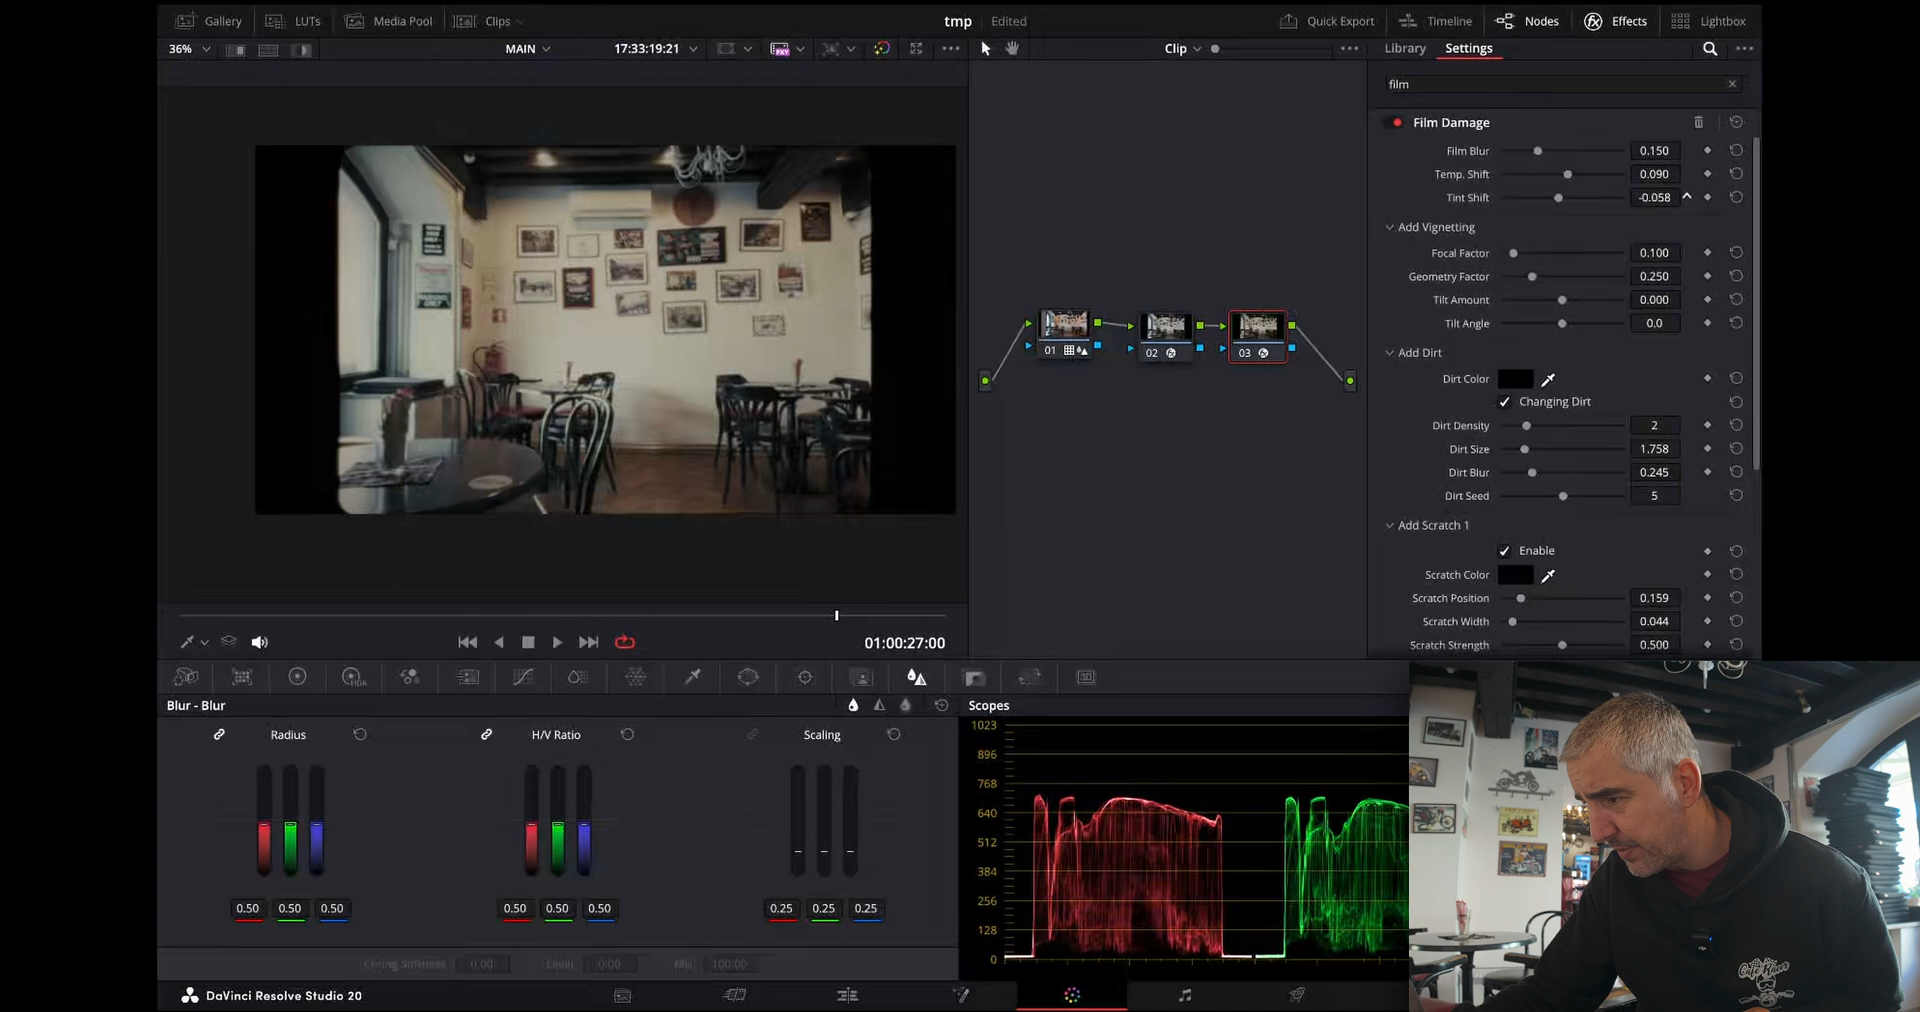 Gallery LUTs Media Pool Clips tmp Edited Quick Export Timeline Nodes Effects Lightbox
36% MAIN 17:33:19:21 Clip Library Settings
film
Film Damage
Film Blur 0.150
Temp. Shift 0.090
Tint Shift -0.058
Add Vignetting
Focal Factor 0.100
Geometry Factor 0.250
Tilt Amount 0.000
Tilt Angle 0.0
01 02 03
Add Dirt
Dirt Color
Changing Dirt
Dirt Density 2
Dirt Size 1.758
Dirt Blur 0.245
Dirt Seed 5
Add Scratch 1
Enable
Scratch Color
Scratch Position 0.159
Scratch Width 0.044
Scratch Strength 0.500
01:00:27:00
HDR 3D
Blur - Blur Scopes
Radius H/V Ratio Scaling
1023
896
768
640
512
384
256
128
0
0.50 0.50 0.50 0.50 0.50 0.50 0.25 0.25 0.25
Coring Softness 0.00 Level 0.00 Mix 100.00
DaVinci Resolve Studio 20